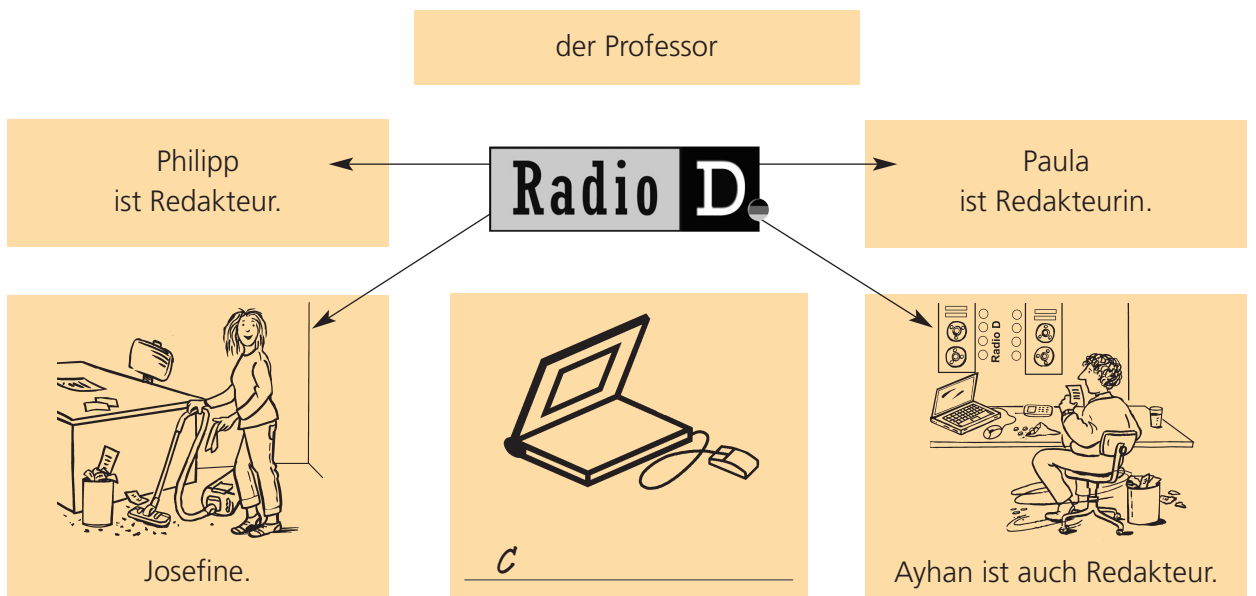 der Professor
Philipp
ist Redakteur.
Radio D.
Paula
ist Redakteurin.
Radio D
Josefine.
C
Ayhan ist auch Redakteur.